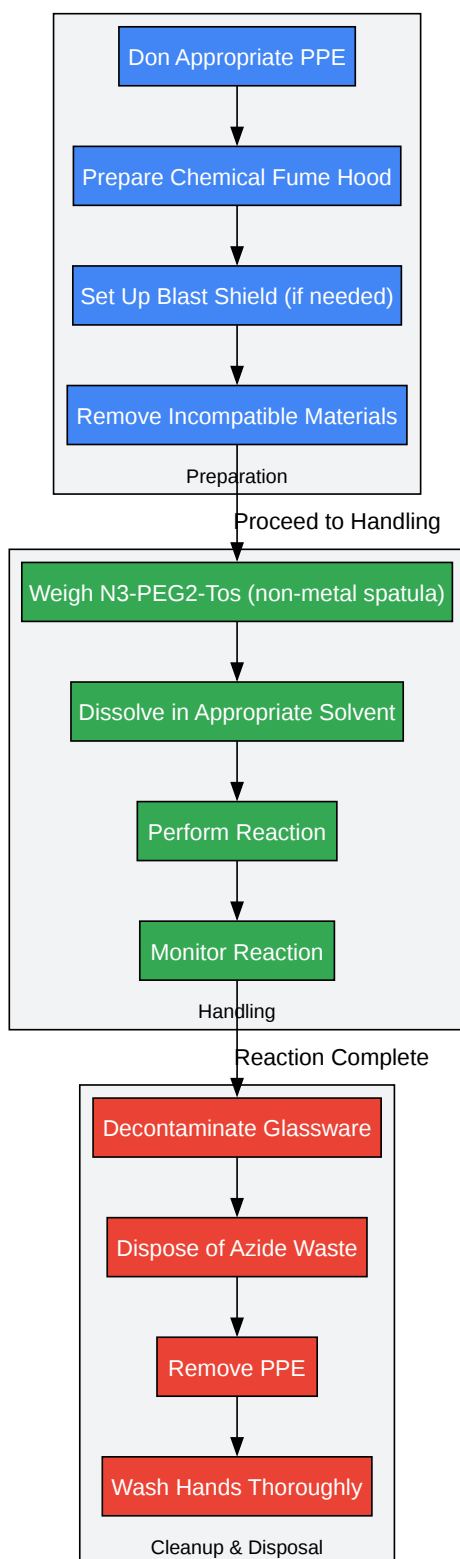 Don Appropriate PPE
Prepare Chemical Fume Hood
Set Up Blast Shield (if needed)
Remove Incompatible Materials
Preparation
Proceed to Handling
Weigh N3-PEG2-Tos (non-metal spatula)
Dissolve in Appropriate Solvent
Perform Reaction
Monitor Reaction
Handling
Reaction Complete
Decontaminate Glassware
Dispose of Azide Waste
Remove PPE
Wash Hands Thoroughly
Cleanup & Disposal